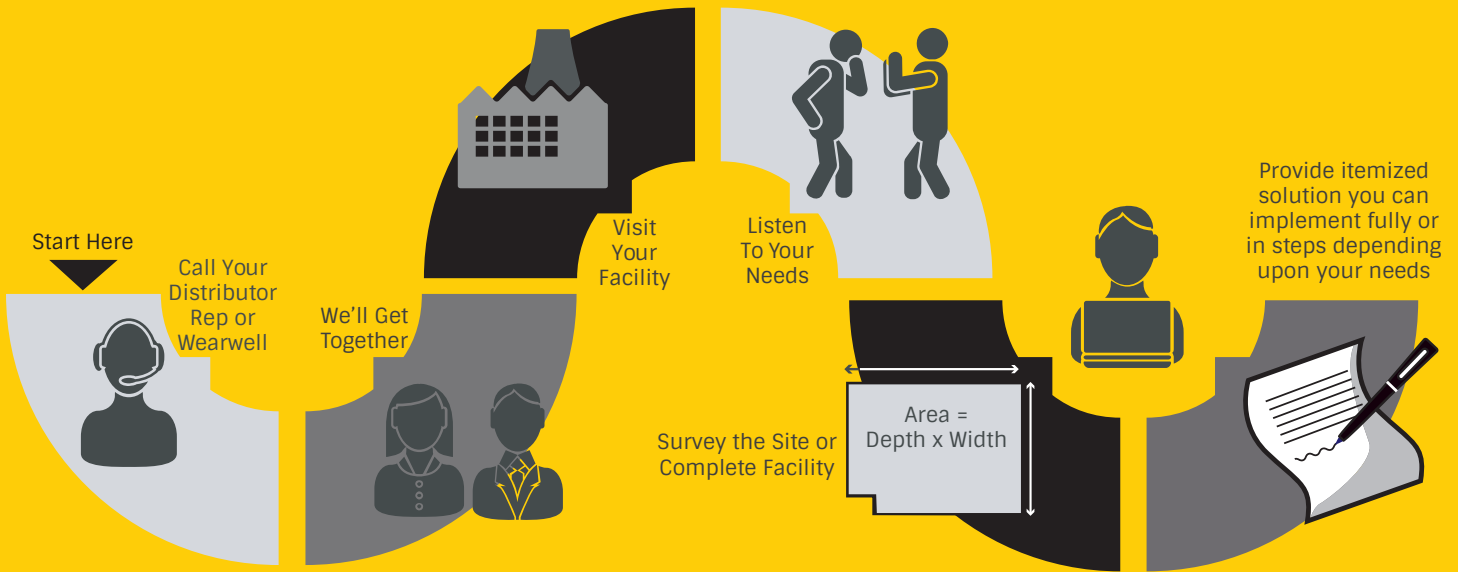 Start Here
Call Your
Distributor
Rep or
Wearwell
We’ll Get
Together
Visit
Your
Facility
Listen
To Your
Needs
Survey the Site or
Complete Facility
Area =
Depth x Width
Provide itemized
solution you can
implement fully or
in steps depending
upon your needs